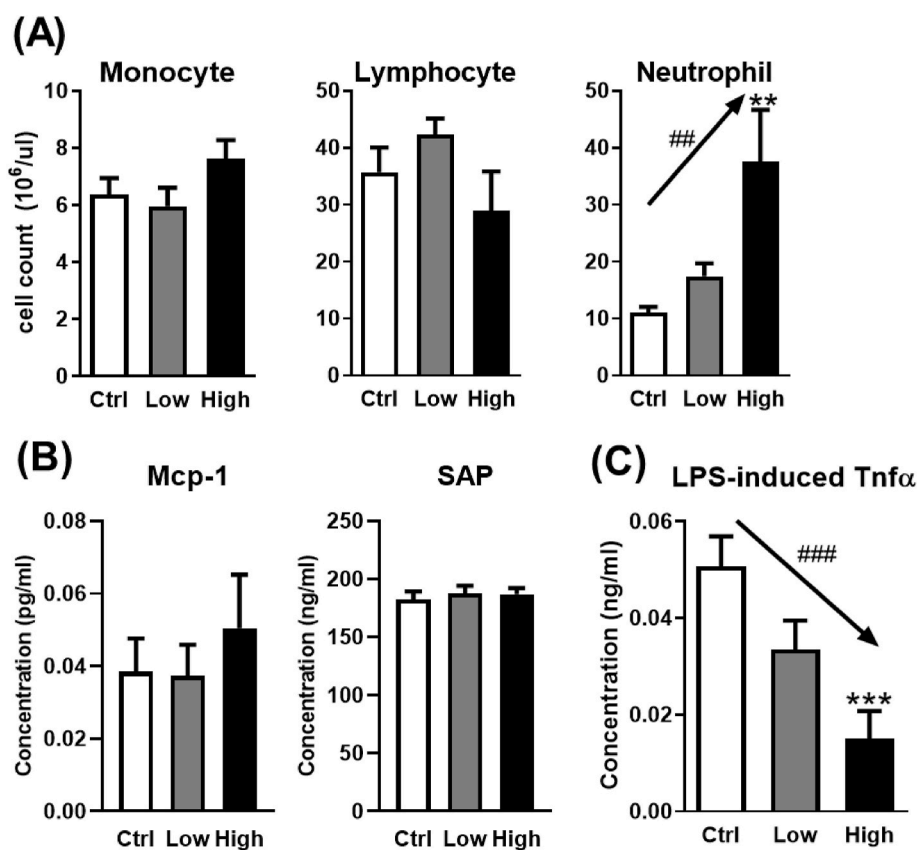 (A)
Monocyte
cell count (10⁶/ul)
10
8
6
4
2
0
Ctrl Low High
Lymphocyte
50
40
30
20
10
0
Ctrl Low High
Neutrophil
50
40
30
20
10
0
##
**
Ctrl Low High
(B)
Mcp-1
Concentration (pg/ml)
0.08
0.06
0.04
0.02
0.00
Ctrl Low High
SAP
Concentration (ng/ml)
250
200
150
100
50
0
Ctrl Low High
(C)
LPS-induced Tnfα
Concentration (ng/ml)
0.06
0.04
0.02
0.00
###
***
Ctrl Low High